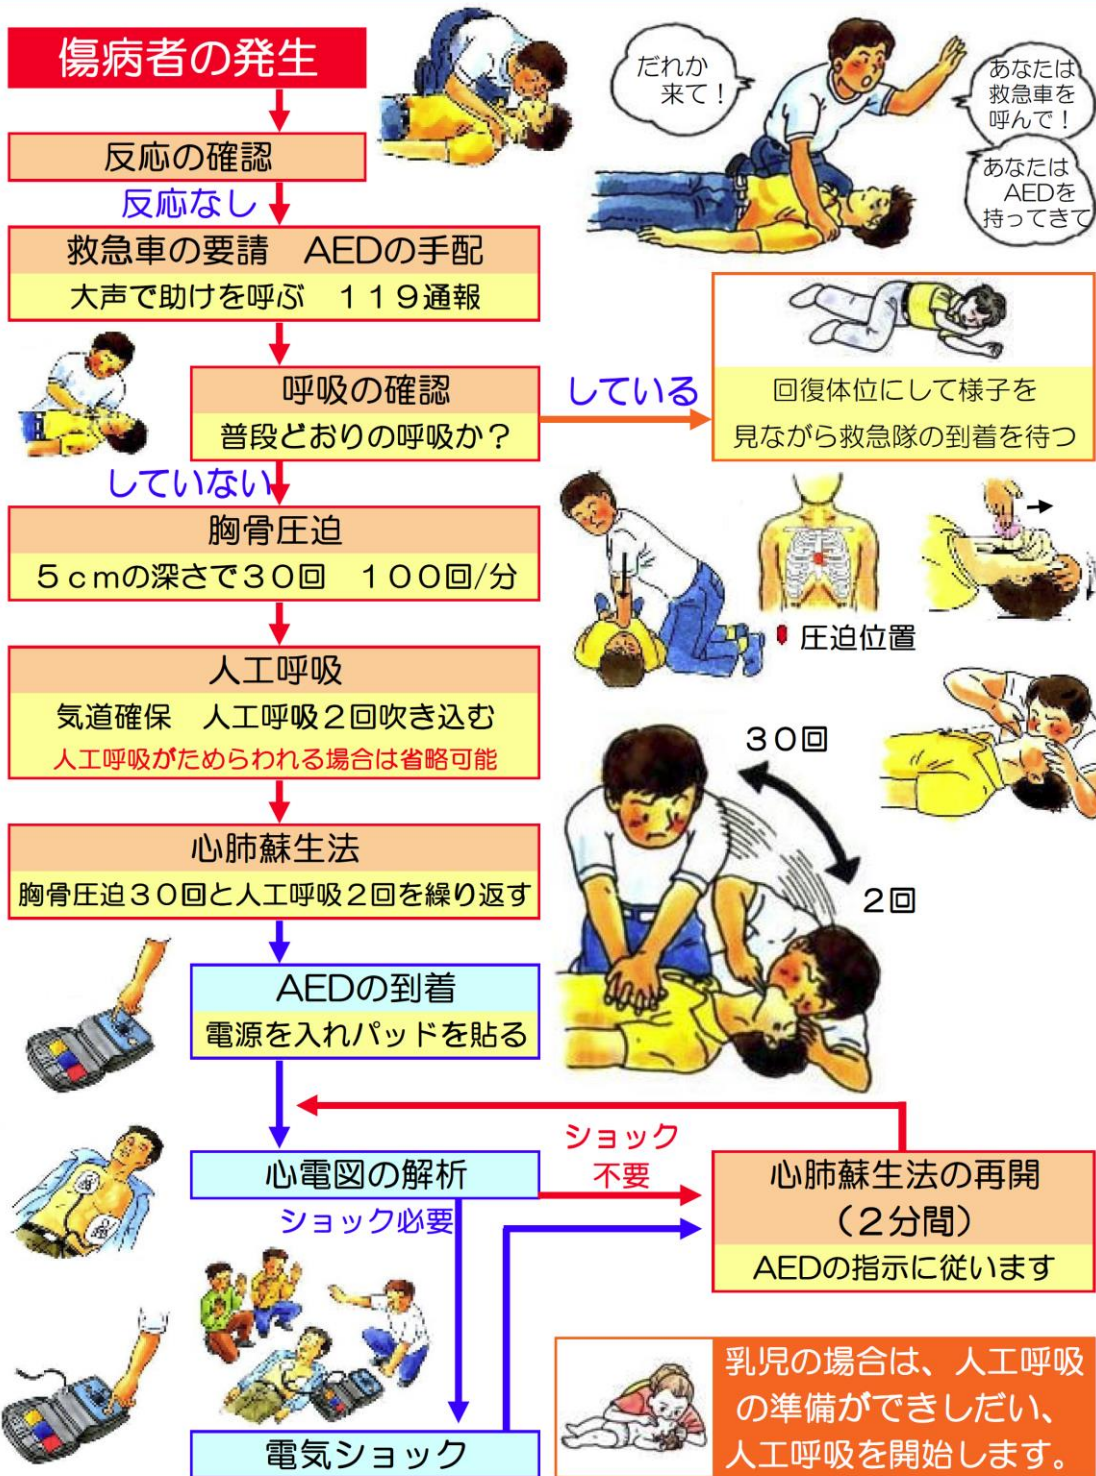 傷病者の発生
だれか
来て！
あなたは
救急車を
呼んで！
あなたは
AEDを
持ってきて
反応の確認
反応なし
救急車の要請　AEDの手配
大声で助けを呼ぶ　１１９通報
呼吸の確認
普段どおりの呼吸か？
している
回復体位にして様子を
見ながら救急隊の到着を待つ
していない
胸骨圧迫
５ｃｍの深さで３０回　１００回/分
圧迫位置
人工呼吸
気道確保　人工呼吸２回吹き込む
人工呼吸がためらわれる場合は省略可能
３０回
２回
心肺蘇生法
胸骨圧迫３０回と人工呼吸２回を繰り返す
AEDの到着
電源を入れパッドを貼る
心電図の解析
ショック
不要
ショック必要
心肺蘇生法の再開
（２分間）
AEDの指示に従います
電気ショック
乳児の場合は、人工呼吸
の準備ができしだい、
人工呼吸を開始します。